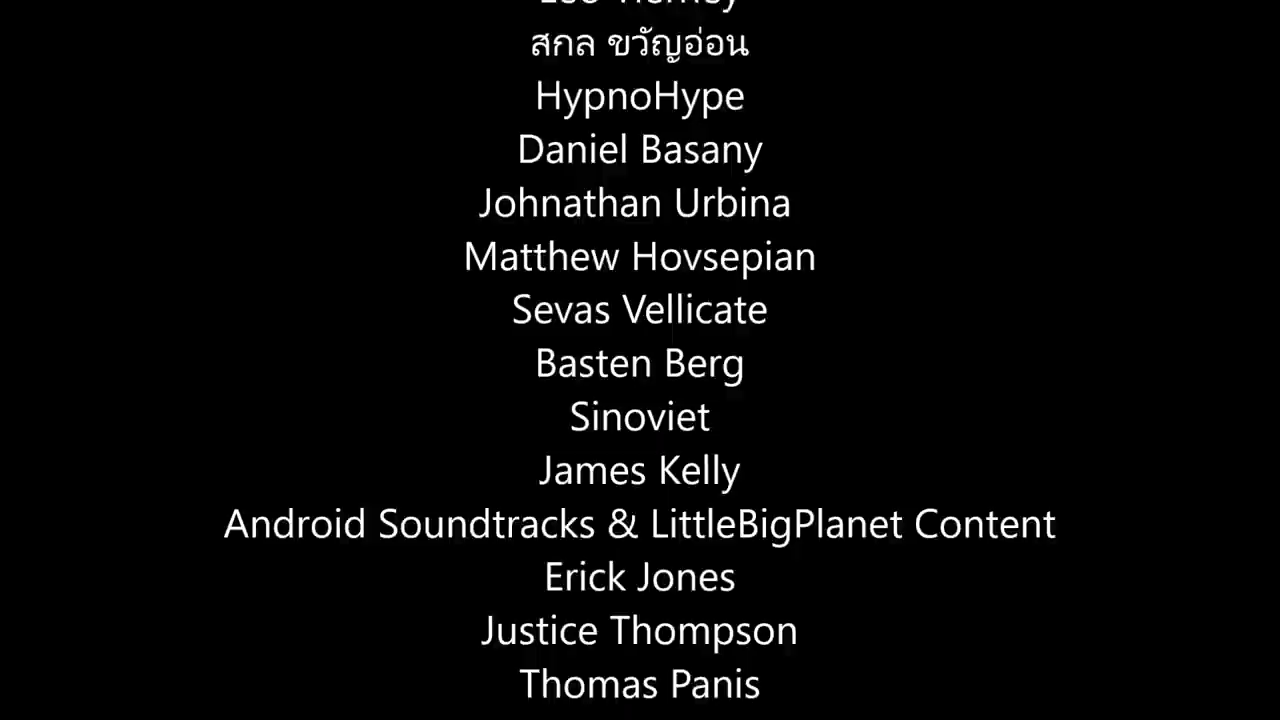 สกล ขวัญอ่อน
HypnoHype
Daniel Basany
Johnathan Urbina
Matthew Hovsepian
Sevas Vellicate
Basten Berg
Sinoviet
James Kelly
Android Soundtracks & LittleBigPlanet Content
Erick Jones
Justice Thompson
Thomas Panis